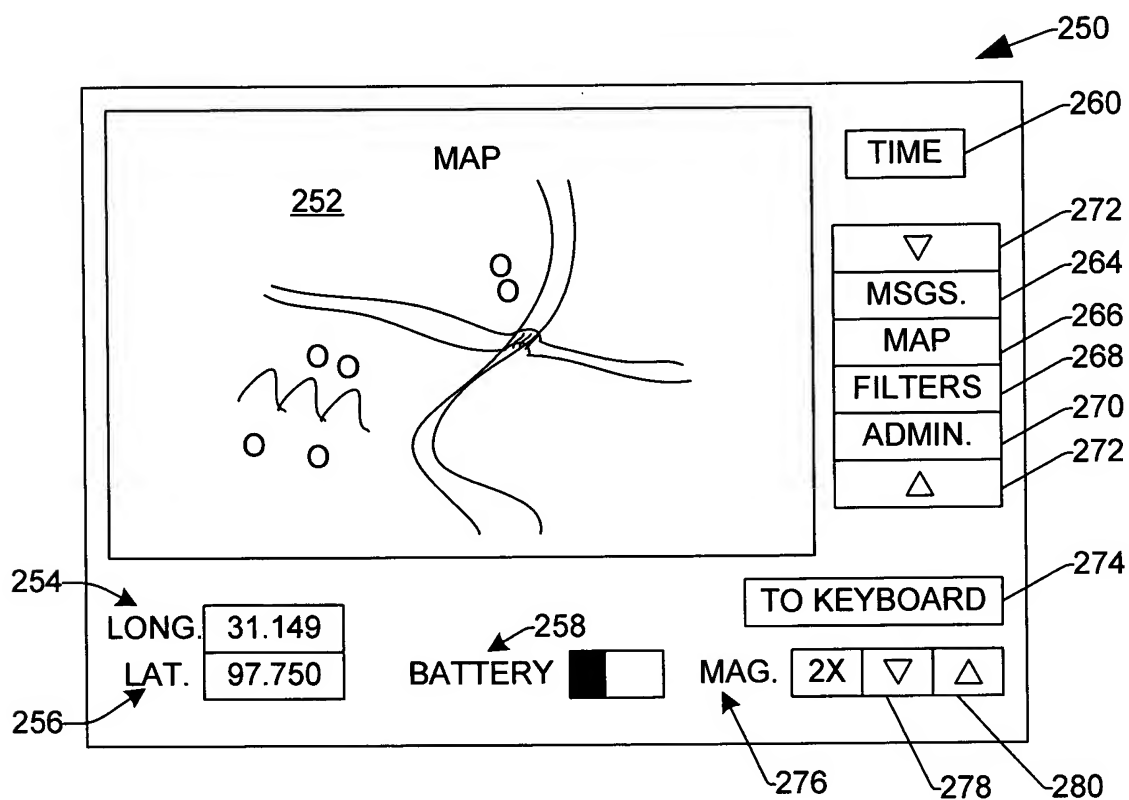 250
260
TIME
MAP
252
272
▽
264
MSGS.
266
MAP
268
FILTERS
270
ADMIN.
272
△
274
TO KEYBOARD
254
LONG. 31.149
LAT. 97.750
256
258
BATTERY
MAG. 2X ▽ △
276
278
280